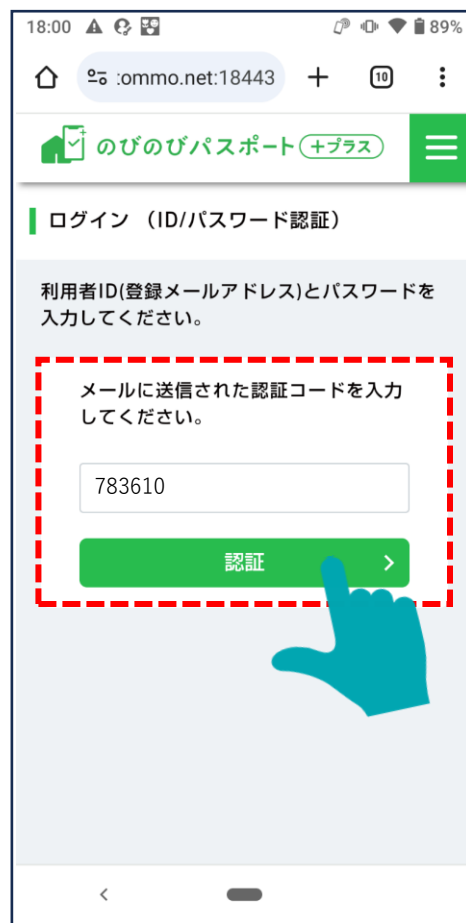 18:00
89%
:ommo.net:18443
10
のびのびパスポート +プラス
ログイン (ID/パスワード認証)
利用者ID(登録メールアドレス)とパスワードを
入力してください。
メールに送信された認証コードを入力
してください。
783610
認証